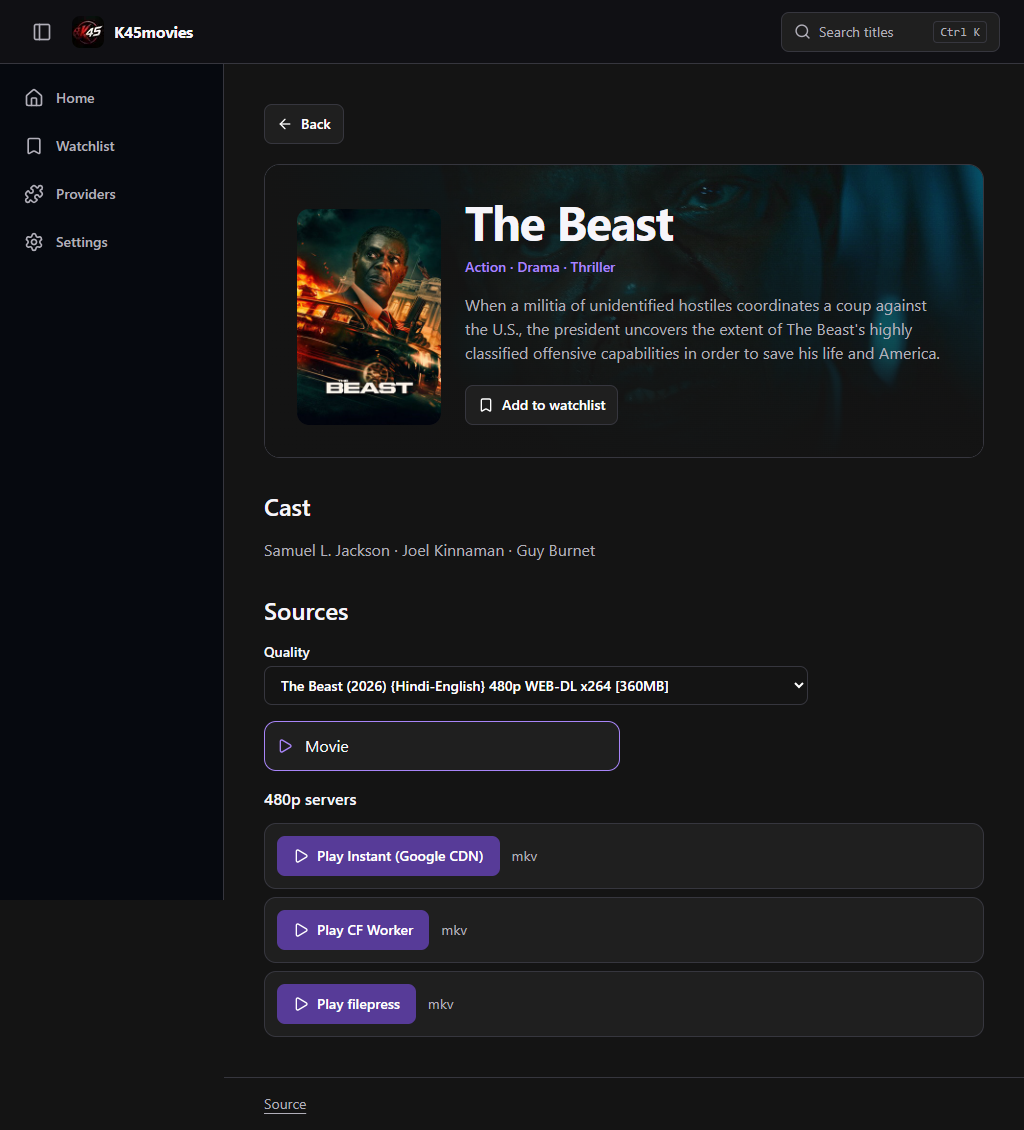 K45 K45movies
Search titles Ctrl K
Home
Watchlist
Providers
Settings
Back
The Beast
Action · Drama · Thriller
When a militia of unidentified hostiles coordinates a coup against
the U.S., the president uncovers the extent of The Beast's highly
classified offensive capabilities in order to save his life and America.
THE
BEAST
Add to watchlist
Cast
Samuel L. Jackson · Joel Kinnaman · Guy Burnet
Sources
Quality
The Beast (2026) {Hindi-English} 480p WEB-DL x264 [360MB]
Movie
480p servers
Play Instant (Google CDN) mkv
Play CF Worker mkv
Play filepress mkv
Source